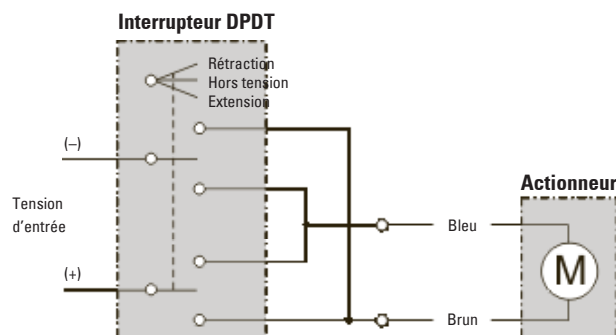 Interrupteur DPDT
Rétraction
Hors tension
Extension
(–)
Tension
d’entrée
(+)
Actionneur
Bleu
M
Brun